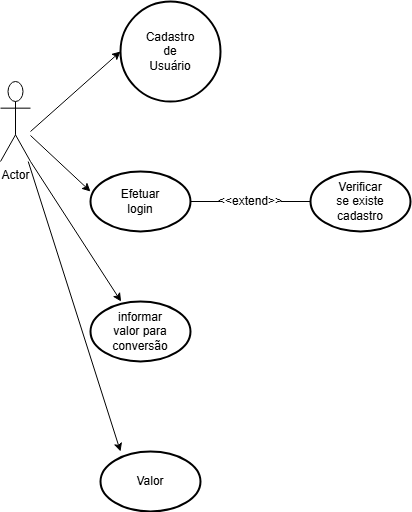 Cadastro
de
Usuário
Actor
Efetuar
login
<<extend>>
Verificar
se existe
cadastro
informar
valor para
conversão
Valor